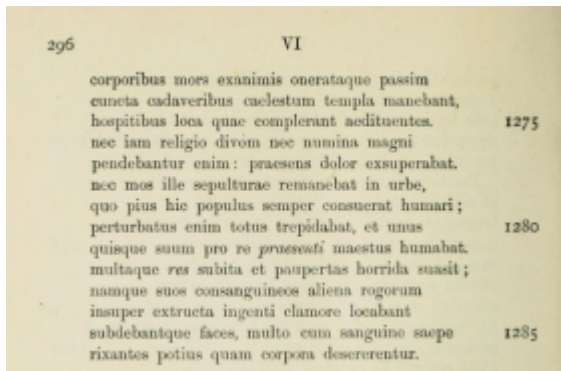 296 VI
corporibus mors exanimis onerataque passim
cuncta cadaveribus caelestum templa manebant,
hospitibus loca quae complerant aedituentes. 1275
nec iam religio divom nec numina magni
pendebantur enim: praesens dolor exsuperabat.
nec mos ille sepulturae remanebat in urbe,
quo pius hic populus semper consuerat humari;
perturbatus enim totus trepidabat, et unus 1280
quisque suum pro re praesenti maestus humabat.
multaque res subita et paupertas horrida suasit;
namque suos consanguineos aliena rogorum
insuper extructa ingenti clamore locabant
subdebantque faces, multo cum sanguine saepe 1285
rixantes potius quam corpora desererentur.